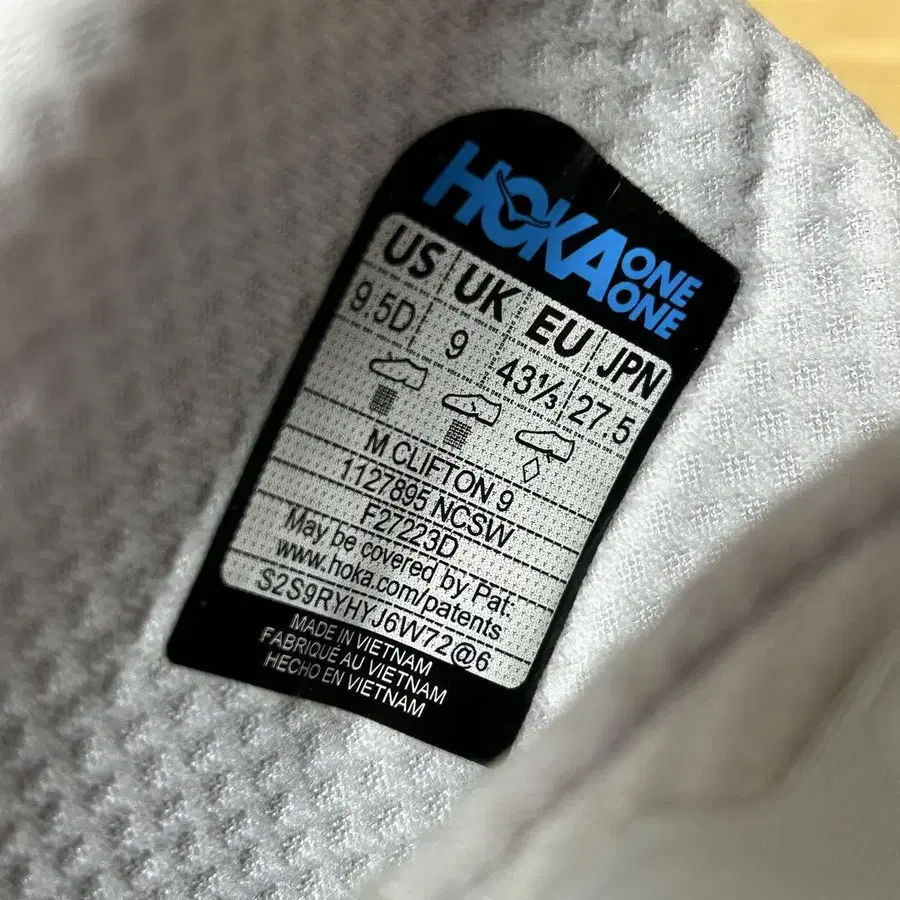 HOKA ONE ONE
US UK EU JPN
9.5D 9 43⅓ 27.5
M CLIFTON 9
1127895 NCSW
F27223D
May be covered by Pat.
www.hoka.com/patents
S2S9RYHYJ6W72@6
MADE IN VIETNAM
FABRIQUÉ AU VIETNAM
HECHO EN VIETNAM